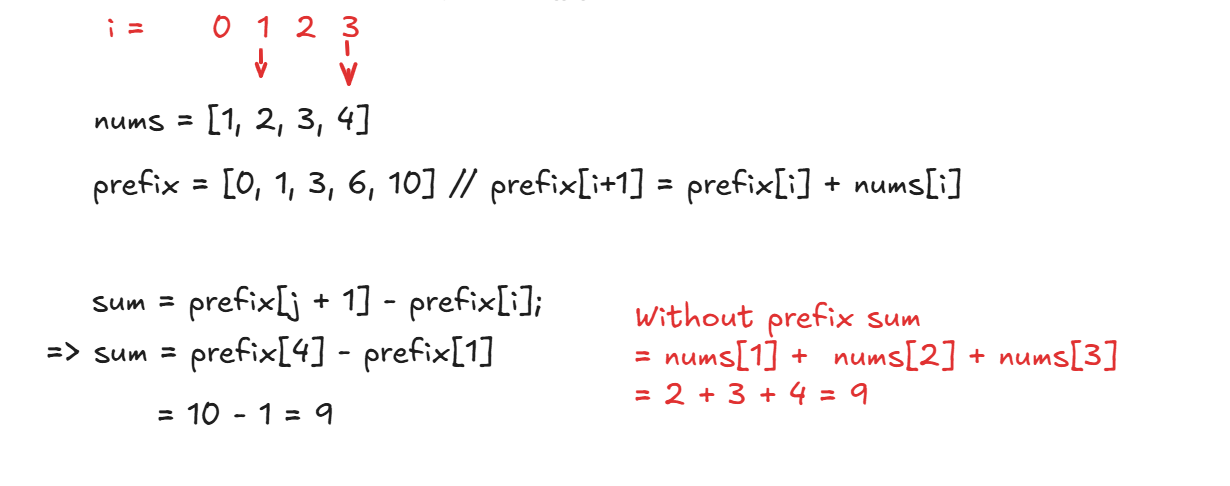 i = 0 1 2 3
nums = [1, 2, 3, 4]
prefix = [0, 1, 3, 6, 10] // prefix[i+1] = prefix[i] + nums[i]
sum = prefix[j + 1] - prefix[i];
=> sum = prefix[4] - prefix[1]
= 10 - 1 = 9
Without prefix sum
= nums[1] + nums[2] + nums[3]
= 2 + 3 + 4 = 9